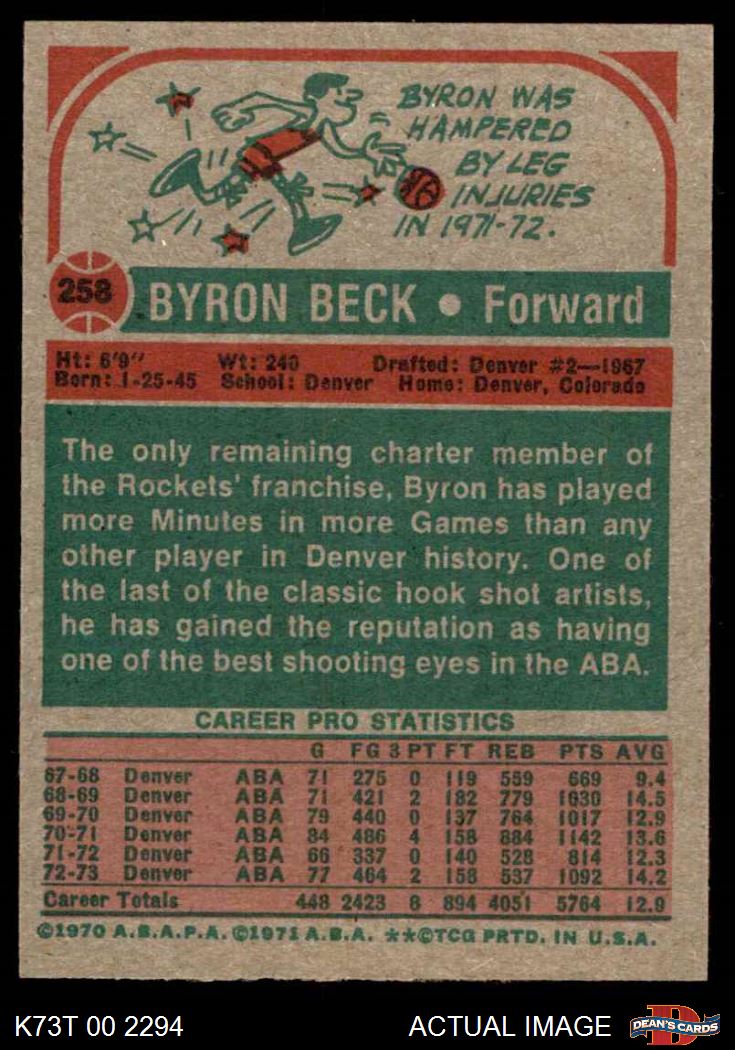 BYRON WAS
HAMPERED
BY LEG
INJURIES
IN 1971-72.
258
BYRON BECK ● Forward
Ht: 6'9" Wt: 240 Drafted: Denver #2—1967
Born: 1-25-45 School: Denver Home: Denver, Colorado
The only remaining charter member of
the Rockets' franchise, Byron has played
more Minutes in more Games than any
other player in Denver history. One of
the last of the classic hook shot artists,
he has gained the reputation as having
one of the best shooting eyes in the ABA.
CAREER PRO STATISTICS
G FG 3 PT FT REB PTS AVG
67-68 Denver ABA 71 275 0 119 559 669 9.4
68-69 Denver ABA 71 421 2 182 779 1030 14.5
69-70 Denver ABA 79 440 0 137 764 1017 12.9
70-71 Denver ABA 84 486 4 158 884 1142 13.6
71-72 Denver ABA 66 337 0 140 528 814 12.3
72-73 Denver ABA 77 464 2 158 537 1092 14.2
Career Totals 448 2423 8 894 4051 5764 12.9
©1970 A.B.A.P.A. ©1971 A.B.A. **©TCG PRTD. IN U.S.A.
K73T 00 2294 ACTUAL IMAGE D DEAN'S CARDS